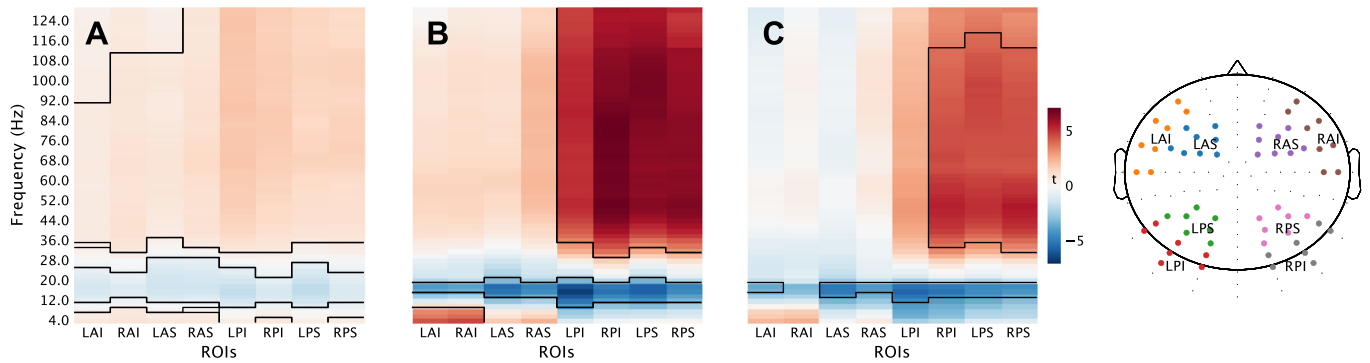 A
B
C
Frequency (Hz)
124.0
116.0
108.0
100.0
92.0
84.0
76.0
68.0
60.0
52.0
44.0
36.0
28.0
20.0
12.0
4.0
LAI RAI LAS RAS LPI RPI LPS RPS
ROIs
LAI RAI LAS RAS LPI RPI LPS RPS
ROIs
LAI RAI LAS RAS LPI RPI LPS RPS
ROIs
5
t
0
−5
LAI LAS RAS RAI
LPS RPS
LPI RPI